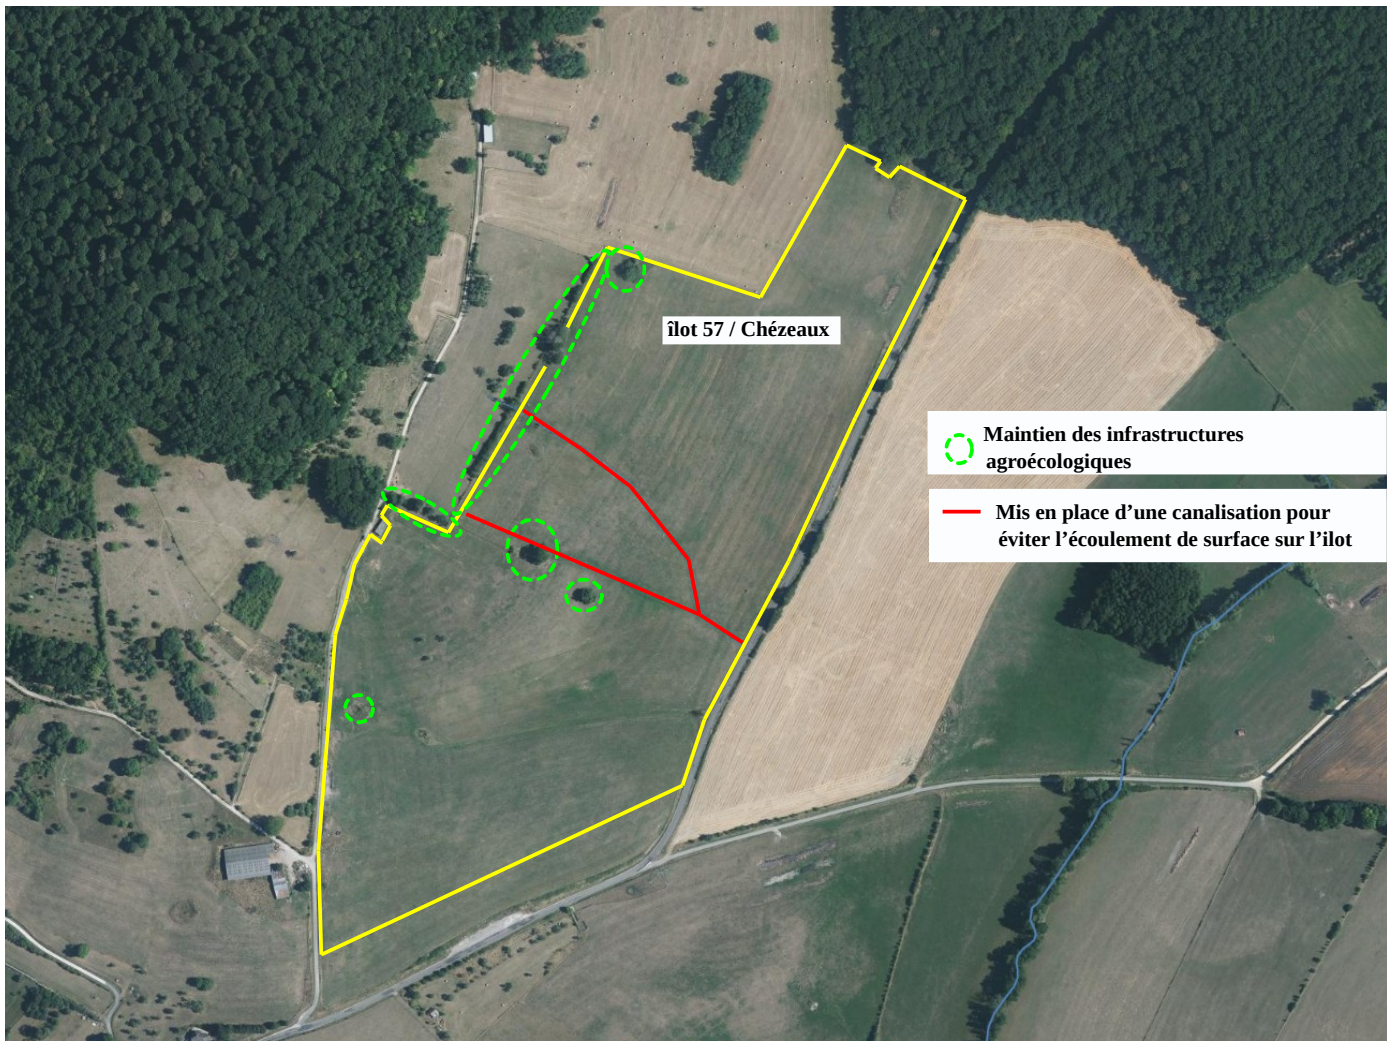 îlot 57 / Chézeaux
Maintien des infrastructures
agroécologiques
Mis en place d’une canalisation pour
éviter l’écoulement de surface sur l’ilot